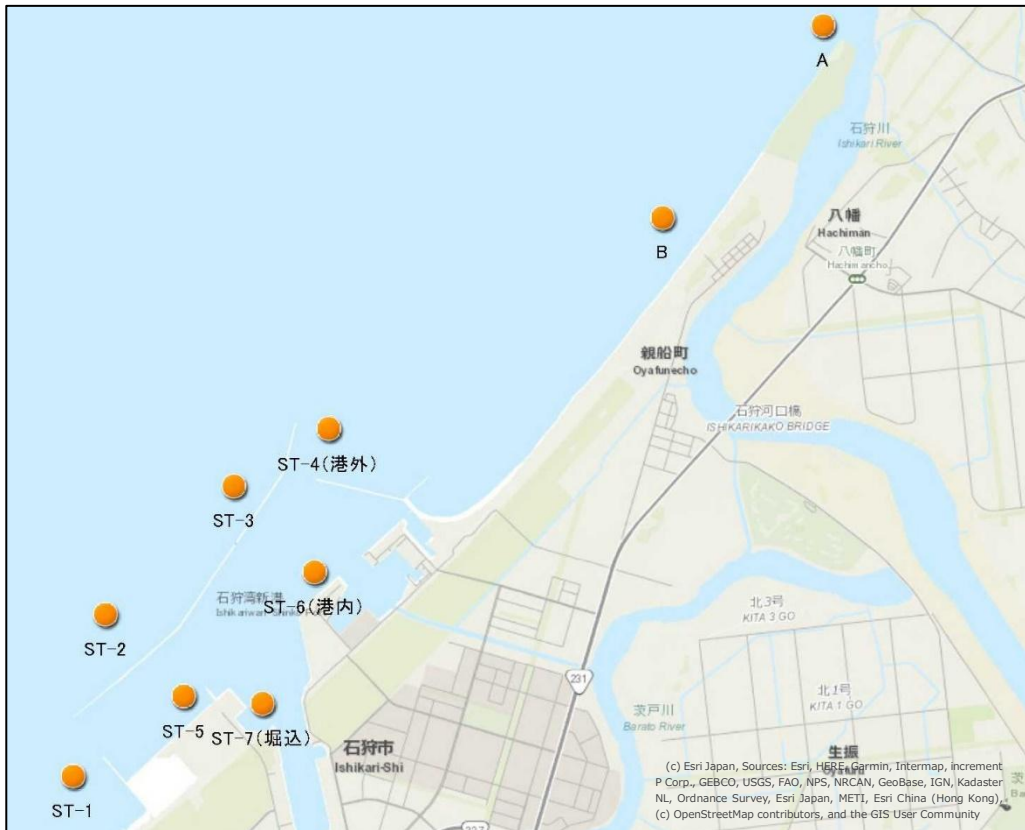 A
石狩川
Ishikari River
八幡
Hachiman
八幡町
Hachimancho
B
親船町
Oyafunecho
石狩河口橋
ISHIKARIKAKO BRIDGE
ST-4(港外)
ST-3
石狩湾新港
ST-6(港内)
ST-2
北3号
KITA 3 GO
231
北1号
KITA 1 GO
茨戸川
Barato River
ST-5
ST-7(堀込)
石狩市
Ishikari-Shi
生振
ST-1
(c) Esri Japan, Sources: Esri, HERE, Garmin, Intermap, increment
P Corp., GEBCO, USGS, FAO, NPS, NRCAN, GeoBase, IGN, Kadaster
NL, Ordnance Survey, Esri Japan, METI, Esri China (Hong Kong),
(c) OpenStreetMap contributors, and the GIS User Community